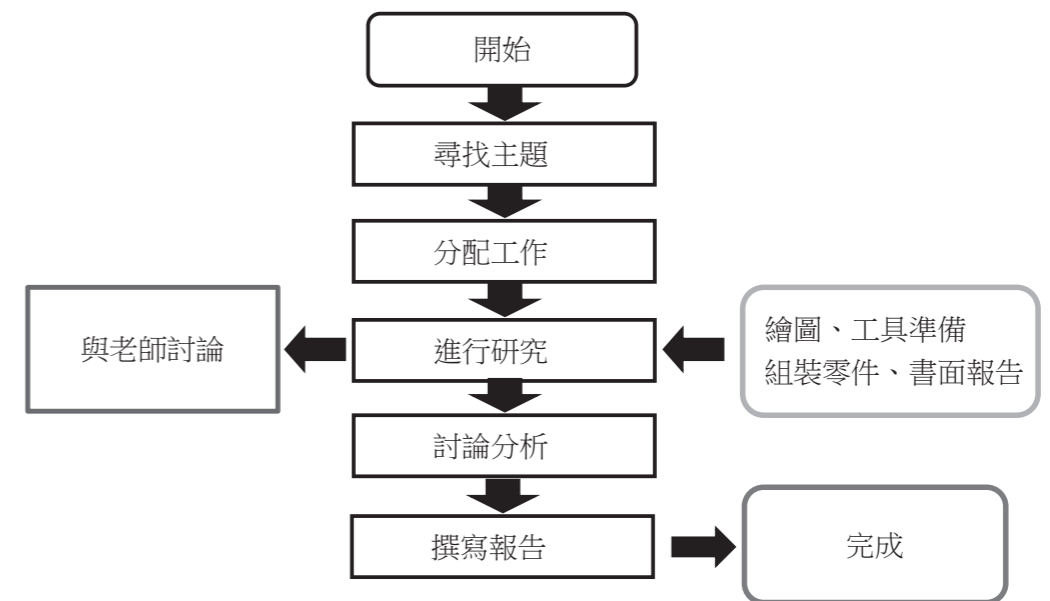 開始
尋找主題
分配工作
與老師討論
進行研究
繪圖、工具準備
組裝零件、書面報告
討論分析
撰寫報告
完成